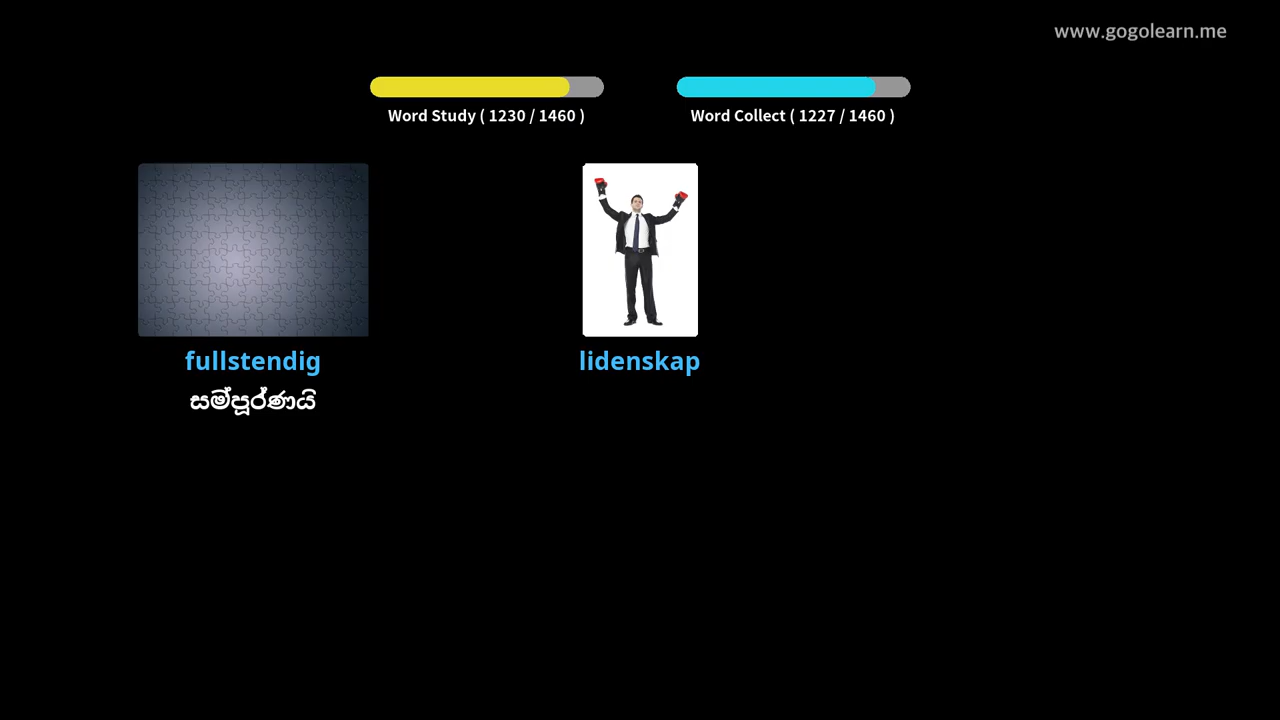 www.gogolearn.me
Word Study ( 1230 / 1460 )
Word Collect ( 1227 / 1460 )
fullstendig
සම්පූර්ණයි
lidenskap